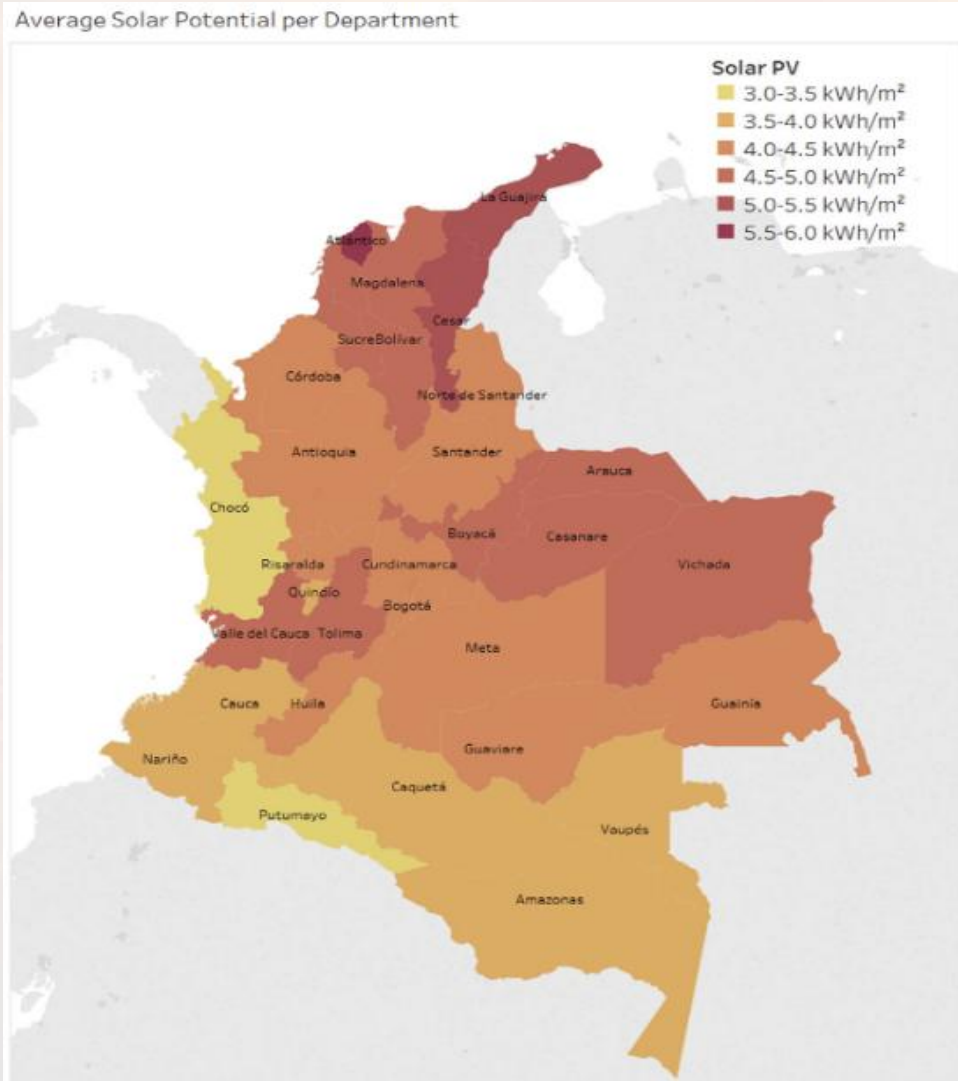 Average Solar Potential per Department
Solar PV
3.0-3.5 kWh/m²
3.5-4.0 kWh/m²
4.0-4.5 kWh/m²
4.5-5.0 kWh/m²
5.0-5.5 kWh/m²
5.5-6.0 kWh/m²
La Guajira
Atlántico
Magdalena
Cesar
Sucre
Bolívar
Córdoba
Norte de Santander
Antioquia
Santander
Arauca
Chocó
Boyacá
Casanare
Risaralda
Cundinamarca
Vichada
Quindío
Bogotá
Valle del Cauca
Tolima
Meta
Cauca
Huila
Guainía
Guaviare
Nariño
Caquetá
Putumayo
Vaupés
Amazonas